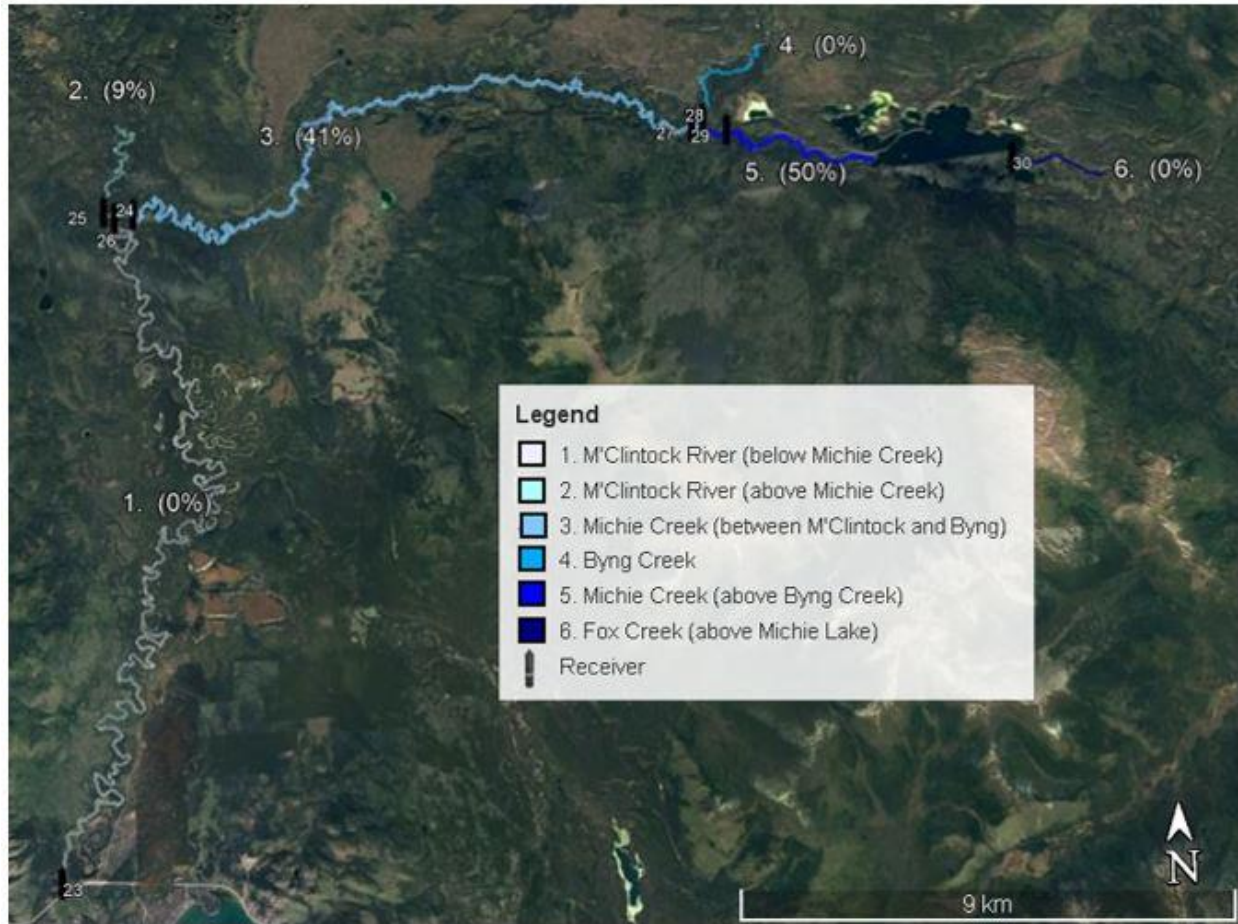 4. (0%)
2. (9%)
28
3. (41%)
27
29
30
5. (50%)
6. (0%)
25
24
26
Legend
1. M'Clintock River (below Michie Creek)
2. M'Clintock River (above Michie Creek)
3. Michie Creek (between M'Clintock and Byng)
4. Byng Creek
5. Michie Creek (above Byng Creek)
6. Fox Creek (above Michie Lake)
Receiver
1. (0%)
23
N
9 km